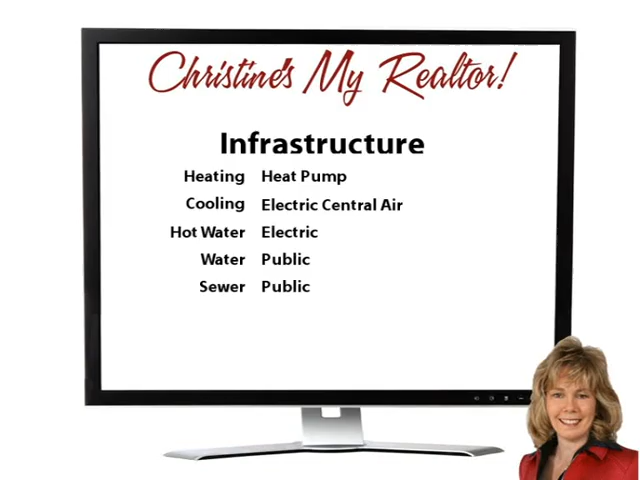 Christine's My Realtor!
Infrastructure
Heating Heat Pump
Cooling Electric Central Air
Hot Water Electric
Water Public
Sewer Public